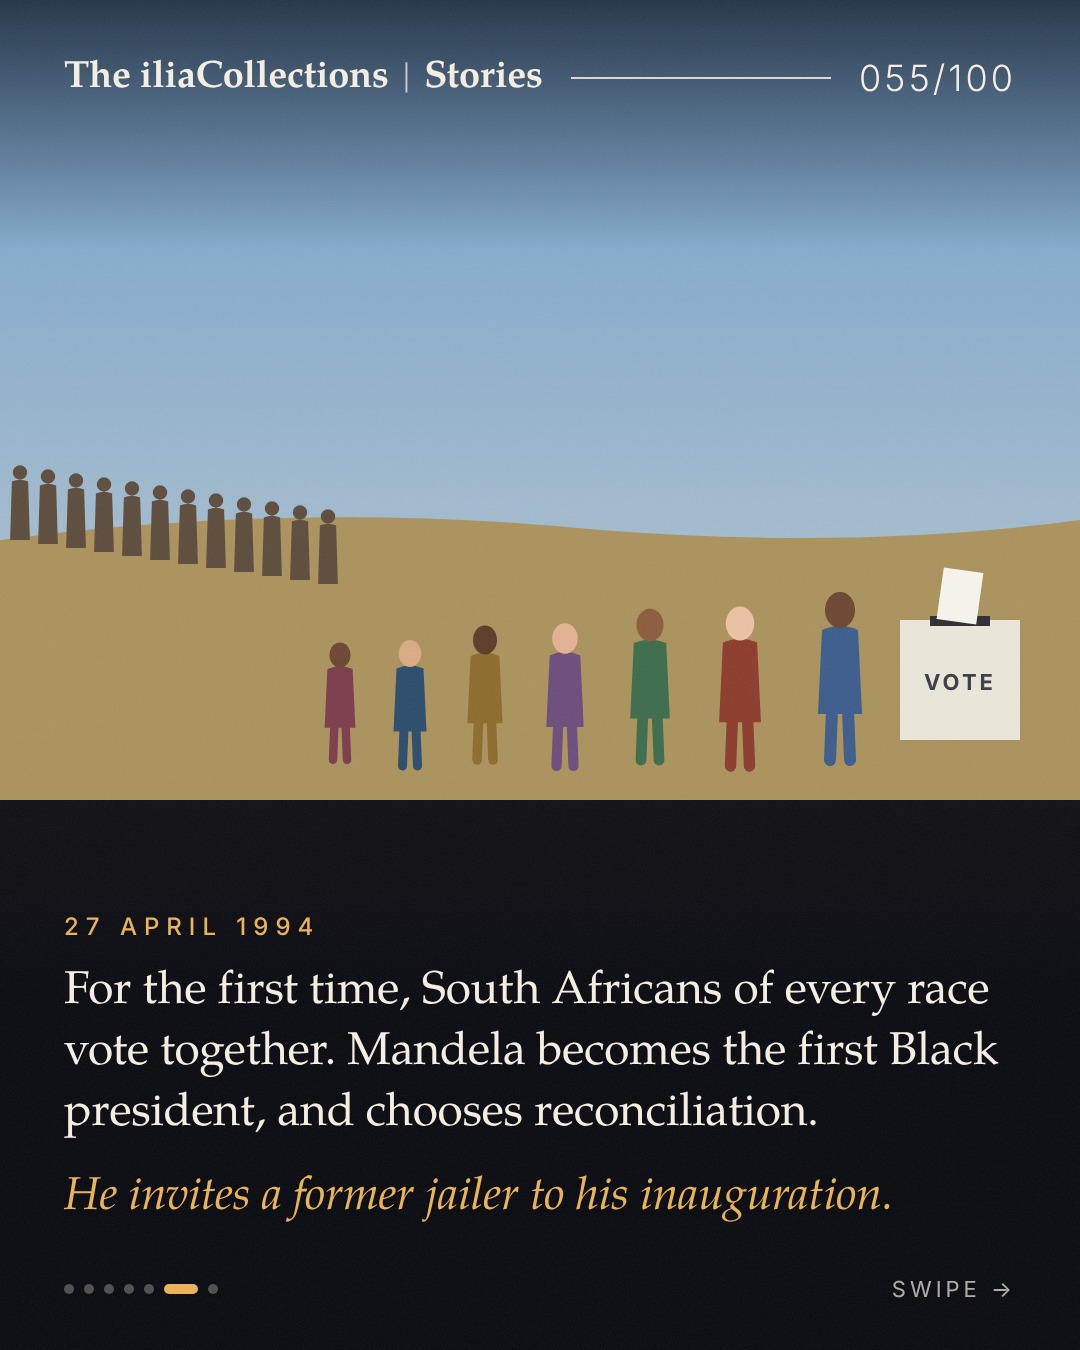 The iliaCollections | Stories 055/100
VOTE
27 APRIL 1994
For the first time, South Africans of every race
vote together. Mandela becomes the first Black
president, and chooses reconciliation.
He invites a former jailer to his inauguration.
SWIPE →